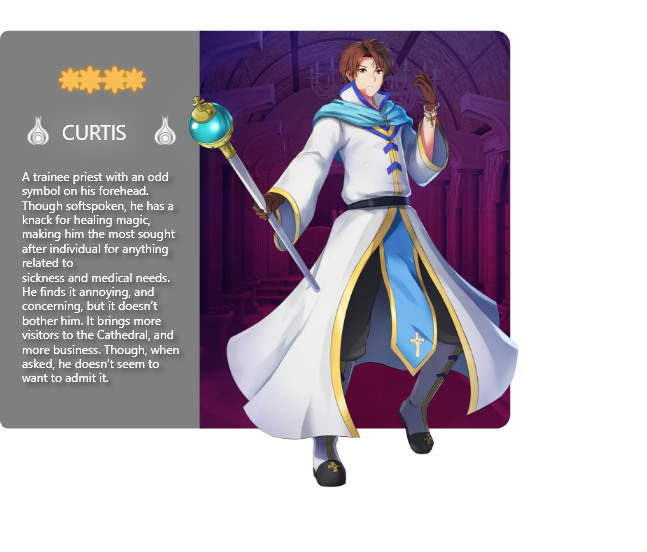 CURTIS
A trainee priest with an odd
symbol on his forehead.
Though softspoken, he has a
knack for healing magic,
making him the most sought
after individual for anything
related to
sickness and medical needs.
He finds it annoying, and
concerning, but it doesn't
bother him. It brings more
visitors to the Cathedral, and
more business. Though, when
asked, he doesn't seem to
want to admit it.